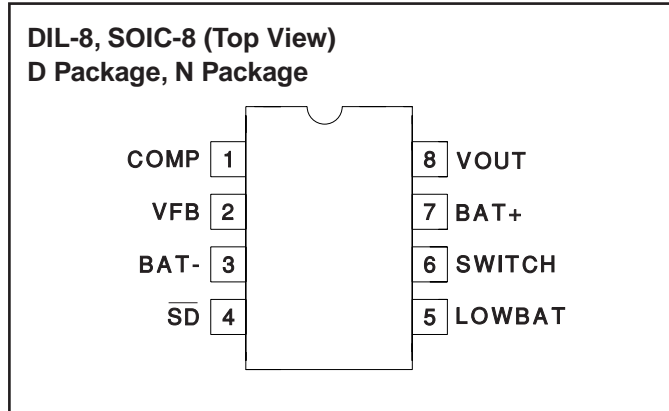 DIL-8, SOIC-8 (Top View)
D Package, N Package
COMP 1 8 VOUT
VFB 2 7 BAT+
BAT- 3 6 SWITCH
S̅D̅ 4 5 LOWBAT